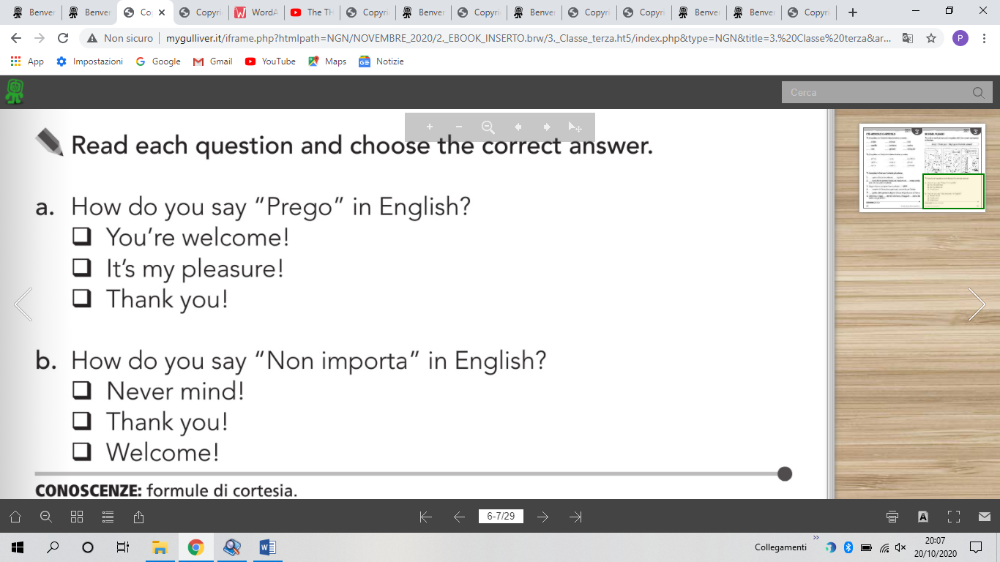 Benver
Benver
Co
Copyri
WordA
The TH
Copyri
Benver
Copyri
Benver
Copyri
Copyri
Benver
Benver
Copyri
Non sicuro
mygulliver.it/iframe.php?htmlpath=NGN/NOVEMBRE_2020/2._EBOOK_INSERTO.brw/3._Classe_terza.ht5/index.php&type=NGN&title=3.%20Classe%20terza&ar...
P
App
Impostazioni
Google
Gmail
YouTube
Maps
Notizie
Cerca
Read each question and choose the correct answer.
a. How do you say “Prego” in English?
❑ You’re welcome!
❑ It’s my pleasure!
❑ Thank you!
b. How do you say “Non importa” in English?
❑ Never mind!
❑ Thank you!
❑ Welcome!
CONOSCENZE: formule di cortesia.
6-7/29
Collegamenti
20:07
20/10/2020